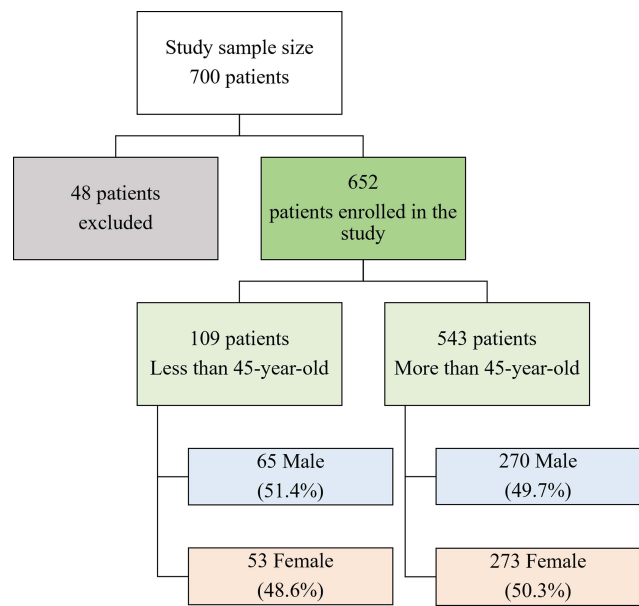 Study sample size
700 patients
48 patients
excluded
652
patients enrolled in the
study
109 patients
Less than 45-year-old
543 patients
More than 45-year-old
65 Male
(51.4%)
270 Male
(49.7%)
53 Female
(48.6%)
273 Female
(50.3%)